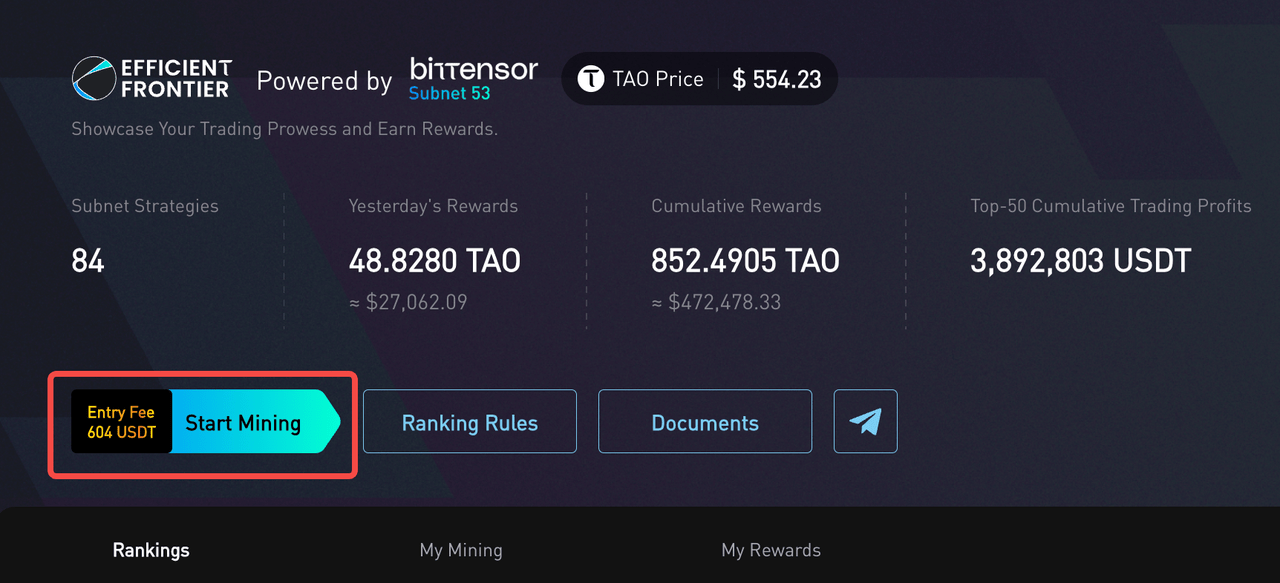 EFFICIENT
FRONTIER
Powered by
bittensor
Subnet 53
TAO Price
$ 554.23
Showcase Your Trading Prowess and Earn Rewards.
Subnet Strategies
84
Yesterday's Rewards
48.8280 TAO
≈ $27,062.09
Cumulative Rewards
852.4905 TAO
≈ $472,478.33
Top-50 Cumulative Trading Profits
3,892,803 USDT
Entry Fee
604 USDT
Start Mining
Ranking Rules
Documents
Rankings
My Mining
My Rewards